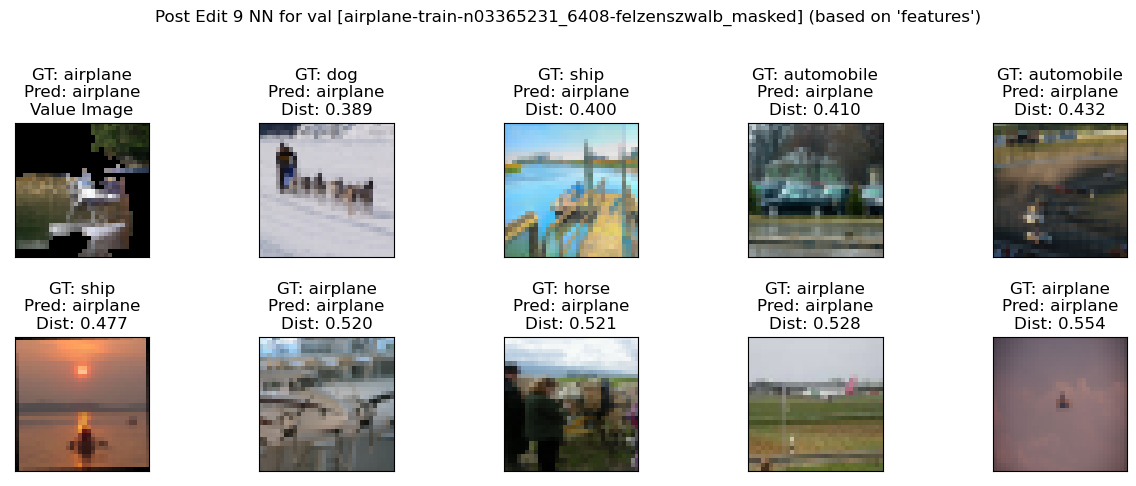 Post Edit 9 NN for val [airplane-train-n03365231_6408-felzenszwalb_masked] (based on 'features')
GT: airplane
Pred: airplane
Value Image
GT: dog
Pred: airplane
Dist: 0.389
GT: ship
Pred: airplane
Dist: 0.400
GT: automobile
Pred: airplane
Dist: 0.410
GT: automobile
Pred: airplane
Dist: 0.432
GT: ship
Pred: airplane
Dist: 0.477
GT: airplane
Pred: airplane
Dist: 0.520
GT: horse
Pred: airplane
Dist: 0.521
GT: airplane
Pred: airplane
Dist: 0.528
GT: airplane
Pred: airplane
Dist: 0.554